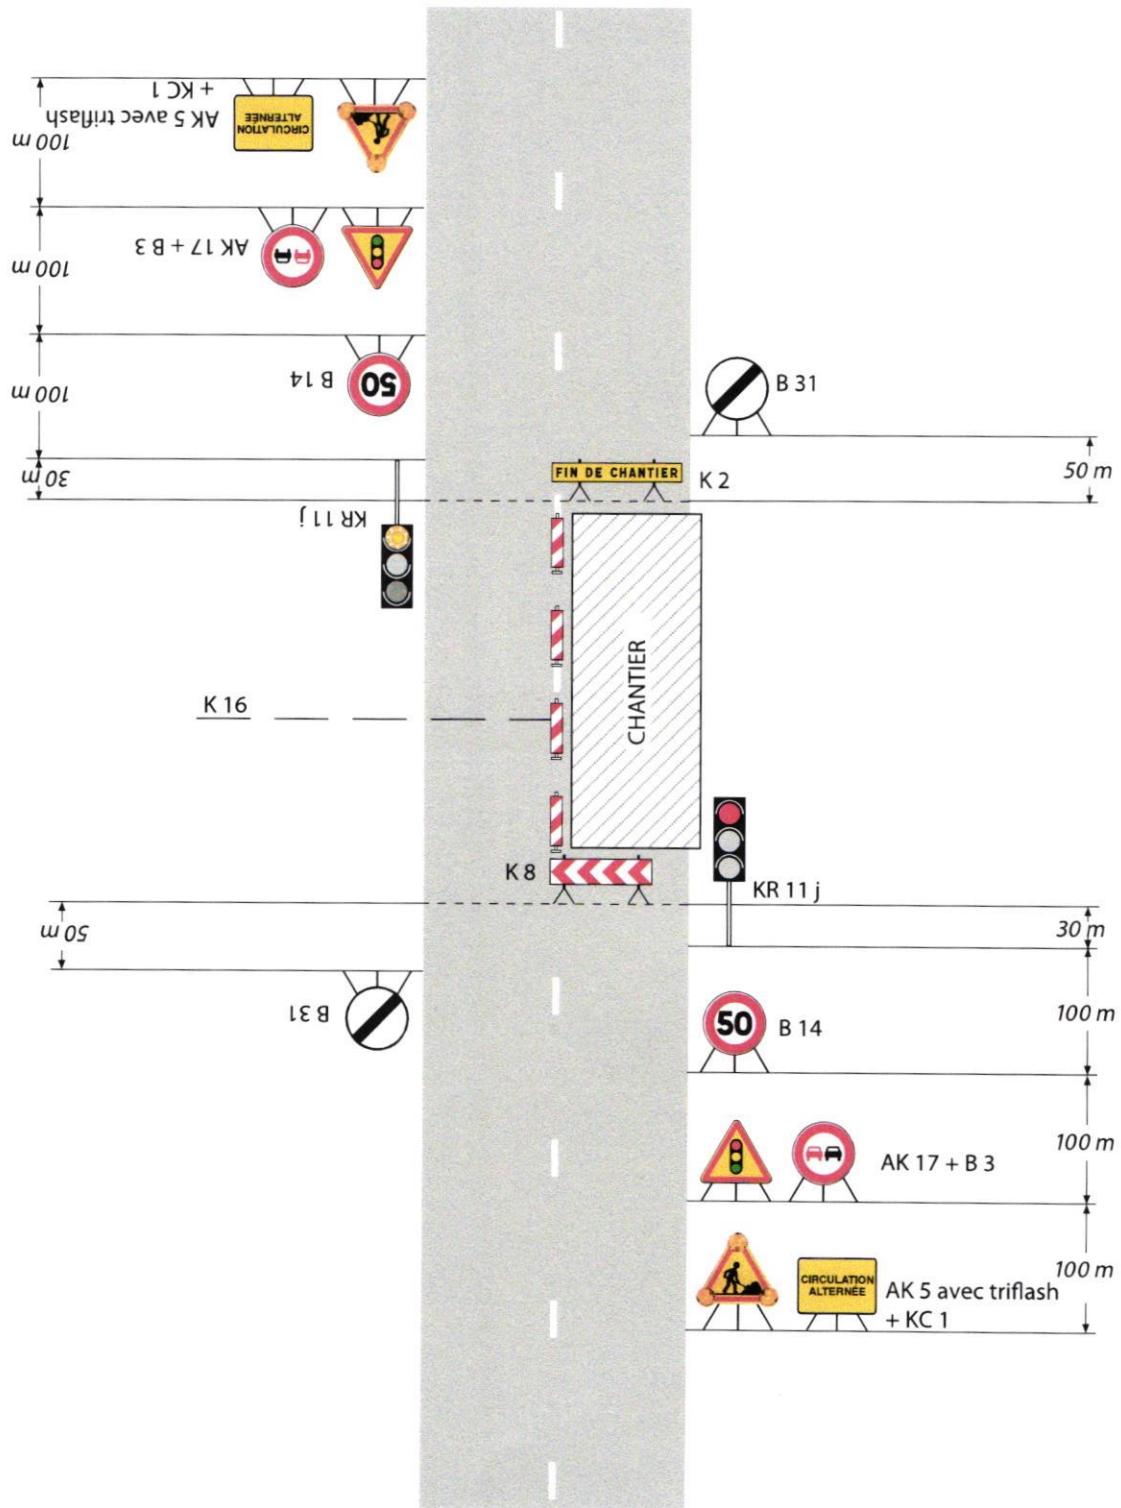 + KC 1
AK 5 avec triflash
CIRCULATION
ALTERNÉE
100 m
AK 17 + B 3
100 m
B 14
50
100 m
30 m
KR 11 j
B 31
50 m
FIN DE CHANTIER
K 2
CHANTIER
K 16
K 8
KR 11 j
30 m
50 m
B 31
50
B 14
100 m
AK 17 + B 3
100 m
CIRCULATION
ALTERNÉE
AK 5 avec triflash
+ KC 1
100 m